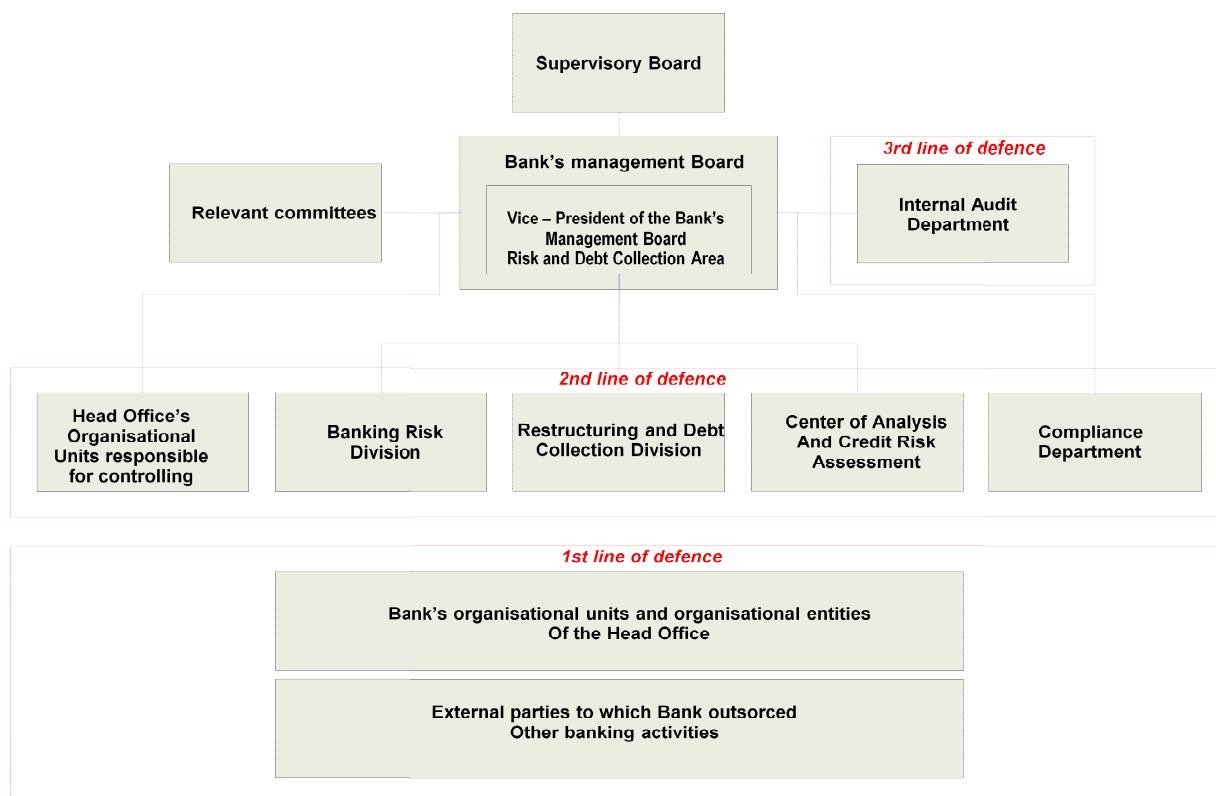 Supervisory Board
Bank’s management Board
Vice – President of the Bank’s
Management Board
Risk and Debt Collection Area
Relevant committees
3rd line of defence
Internal Audit
Department
2nd line of defence
Head Office’s
Organisational
Units responsible
for controlling
Banking Risk
Division
Restructuring and Debt
Collection Division
Center of Analysis
And Credit Risk
Assessment
Compliance
Department
1st line of defence
Bank’s organisational units and organisational entities
Of the Head Office
External parties to which Bank outsorced
Other banking activities